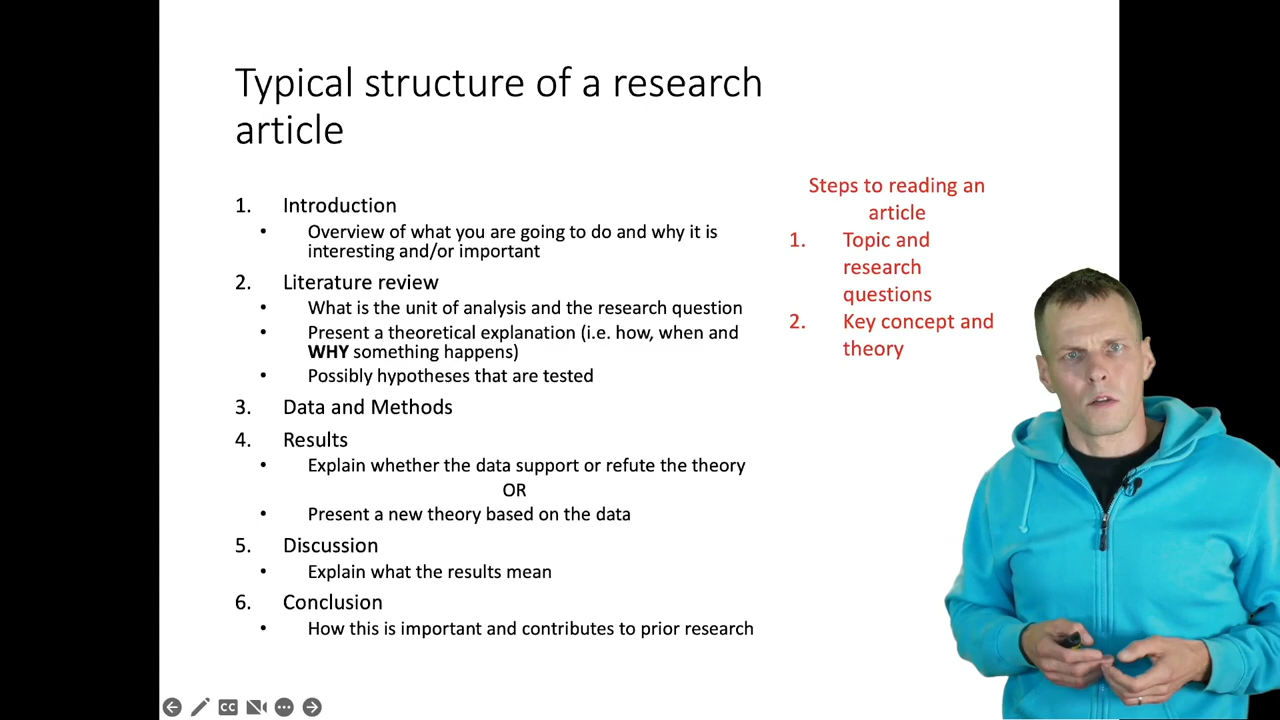 Typical structure of a research
article
1. Introduction
• Overview of what you are going to do and why it is
interesting and/or important
2. Literature review
• What is the unit of analysis and the research question
• Present a theoretical explanation (i.e. how, when and
WHY something happens)
• Possibly hypotheses that are tested
3. Data and Methods
4. Results
• Explain whether the data support or refute the theory
OR
• Present a new theory based on the data
5. Discussion
• Explain what the results mean
6. Conclusion
• How this is important and contributes to prior research
Steps to reading an
article
1. Topic and
research
questions
2. Key concept and
theory
CC